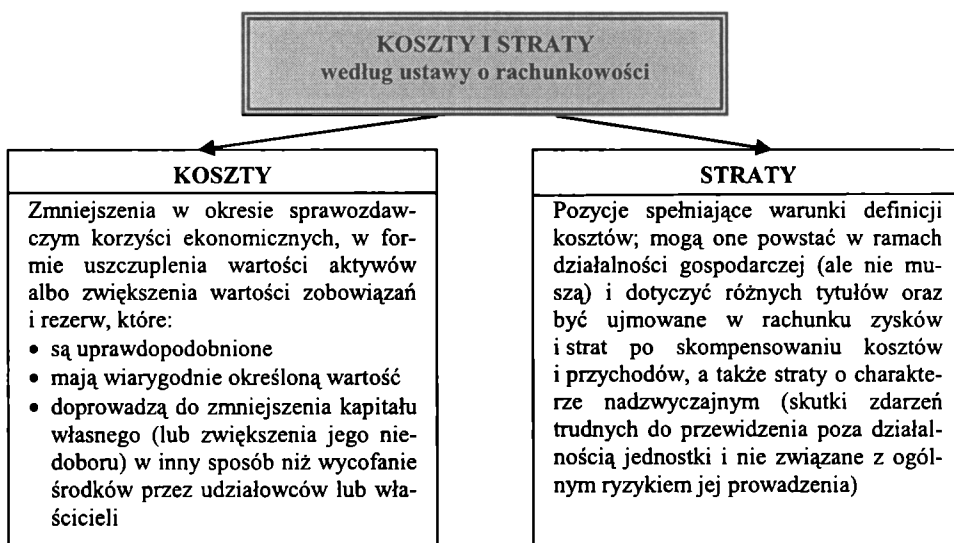 KOSZTY I STRATY
według ustawy o rachunkowości
KOSZTY
Zmniejszenia w okresie sprawozdaw-
czym korzyści ekonomicznych, w for-
mie uszczuplenia wartości aktywów
albo zwiększenia wartości zobowiązań
i rezerw, które:
• są uprawdopodobnione
• mają wiarygodnie określoną wartość
• doprowadzą do zmniejszenia kapitału
własnego (lub zwiększenia jego nie-
doboru) w inny sposób niż wycofanie
środków przez udziałowców lub wła-
ścicieli
STRATY
Pozycje spełniające warunki definicji
kosztów; mogą one powstać w ramach
działalności gospodarczej (ale nie mu-
szą) i dotyczyć różnych tytułów oraz
być ujmowane w rachunku zysków
i strat po skompensowaniu kosztów
i przychodów, a także straty o charakte-
rze nadzwyczajnym (skutki zdarzeń
trudnych do przewidzenia poza działal-
nością jednostki i nie związane z ogól-
nym ryzykiem jej prowadzenia)